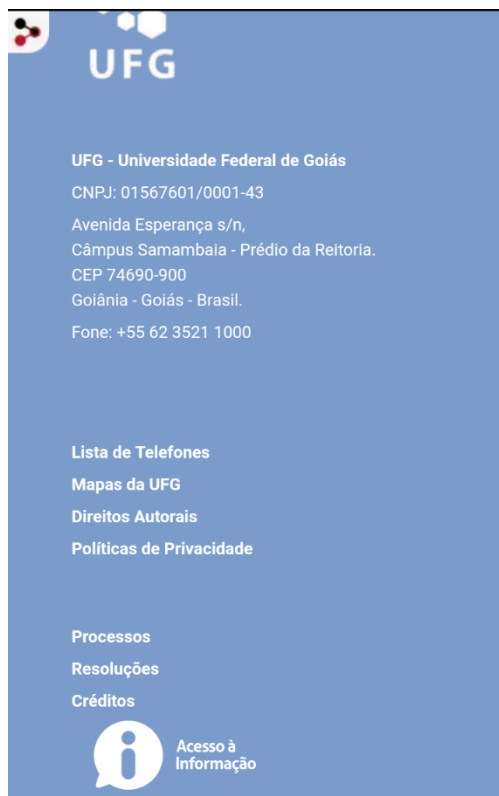 UFG
UFG - Universidade Federal de Goiás
CNPJ: 01567601/0001-43
Avenida Esperança s/n,
Câmpus Samambaia - Prédio da Reitoria.
CEP 74690-900
Goiânia - Goiás - Brasil.
Fone: +55 62 3521 1000
Lista de Telefones
Mapas da UFG
Direitos Autorais
Políticas de Privacidade
Processos
Resoluções
Créditos
Acesso à
Informação